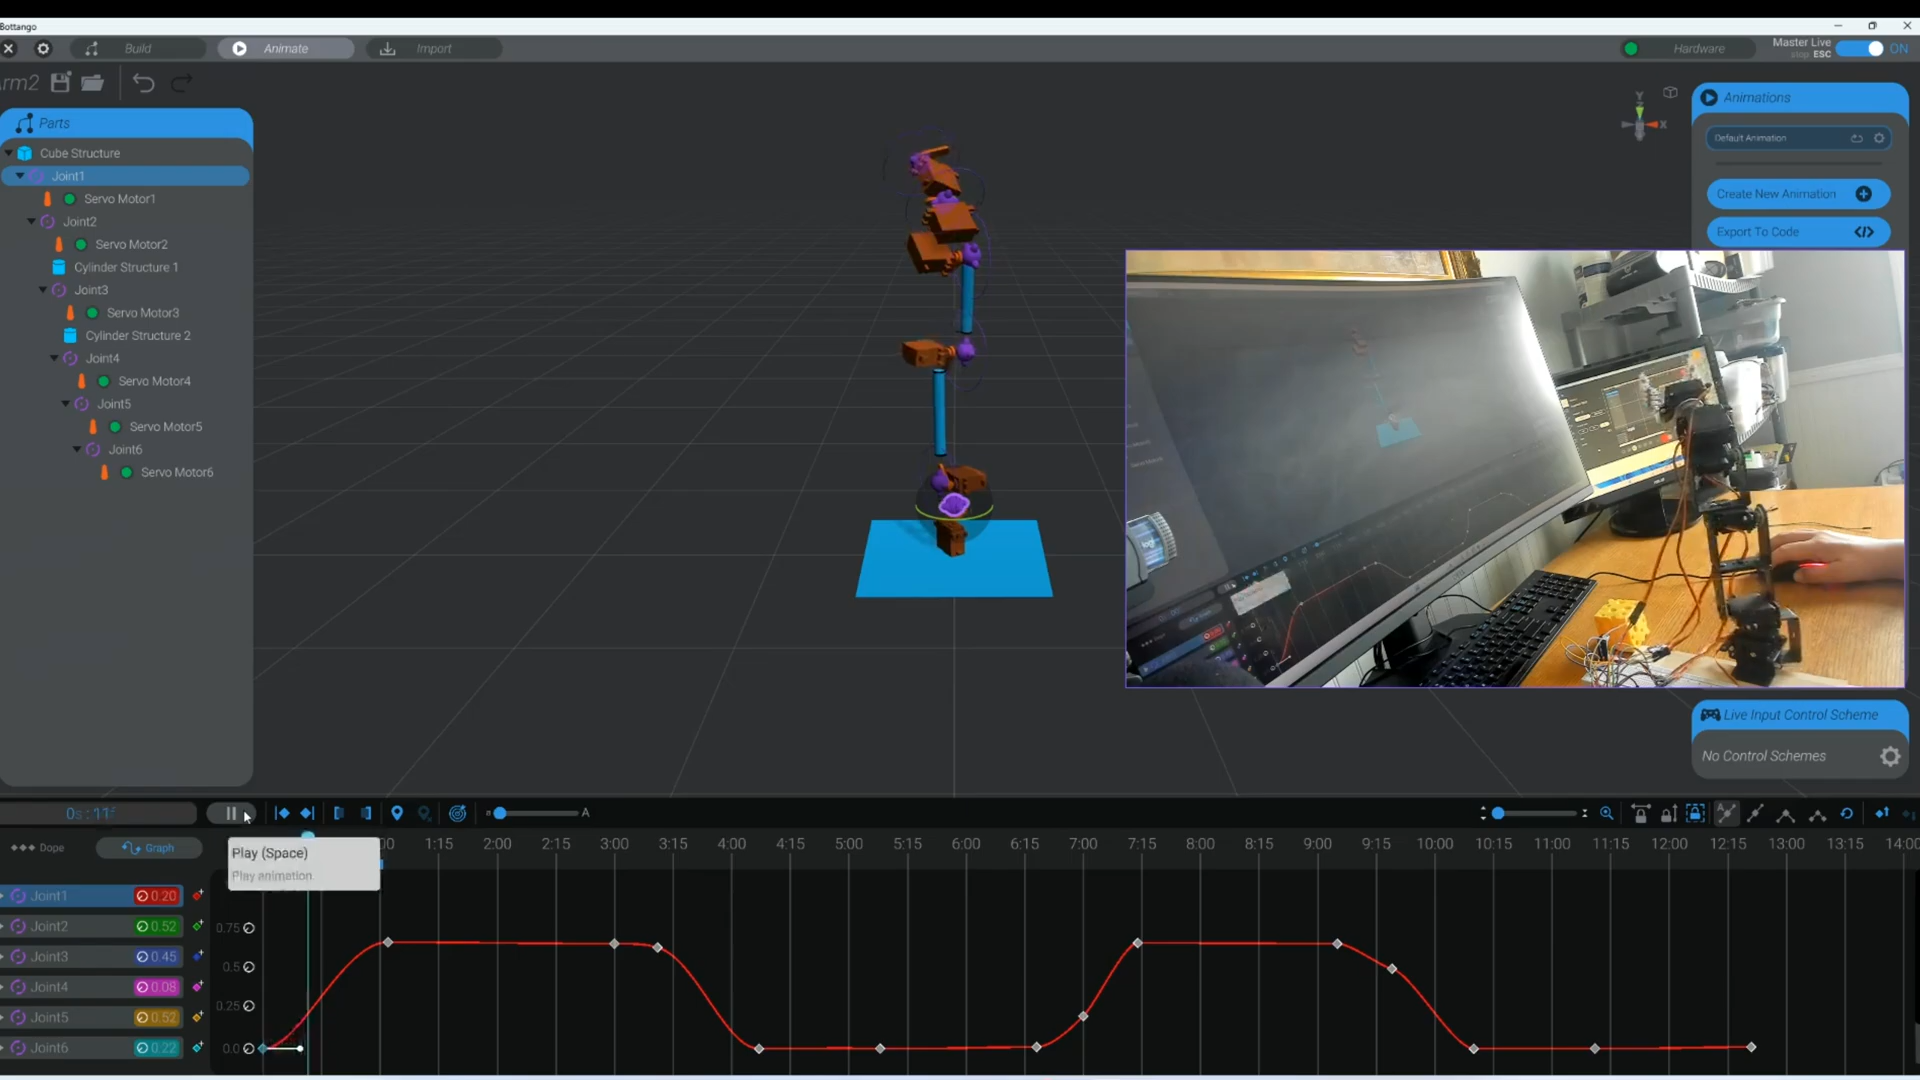 Bottango
Build
Animate
Import
Hardware
Master Live
stop: ESC
ON
rm2
Parts
Cube Structure
Joint1
Servo Motor1
Joint2
Servo Motor2
Cylinder Structure 1
Joint3
Servo Motor3
Cylinder Structure 2
Joint4
Servo Motor4
Joint5
Servo Motor5
Joint6
Servo Motor6
Y
X
Animations
Default Animation
Create New Animation
Export To Code
Live Input Control Scheme
No Control Schemes
0s : 11f
A
Play (Space)
Play animation
Dope
Graph
:00 1:15 2:00 2:15 3:00 3:15 4:00 4:15 5:00 5:15 6:00 6:15 7:00 7:15 8:00 8:15 9:00 9:15 10:00 10:15 11:00 11:15 12:00 12:15 13:00 13:15 14:00
Joint1 0.20
Joint2 0.52 0.75
Joint3 0.45 0.5
Joint4 0.08 0.25
Joint5 0.52
Joint6 0.22 0.0